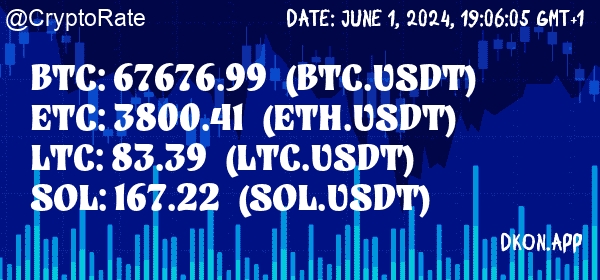 @CryptoRate
DATE: JUNE 1, 2024, 19:06:05 GMT+1
BTC: 67676.99 (BTC.USDT)
ETC: 3800.41 (ETH.USDT)
LTC: 83.39 (LTC.USDT)
SOL: 167.22 (SOL.USDT)
DKON.APP